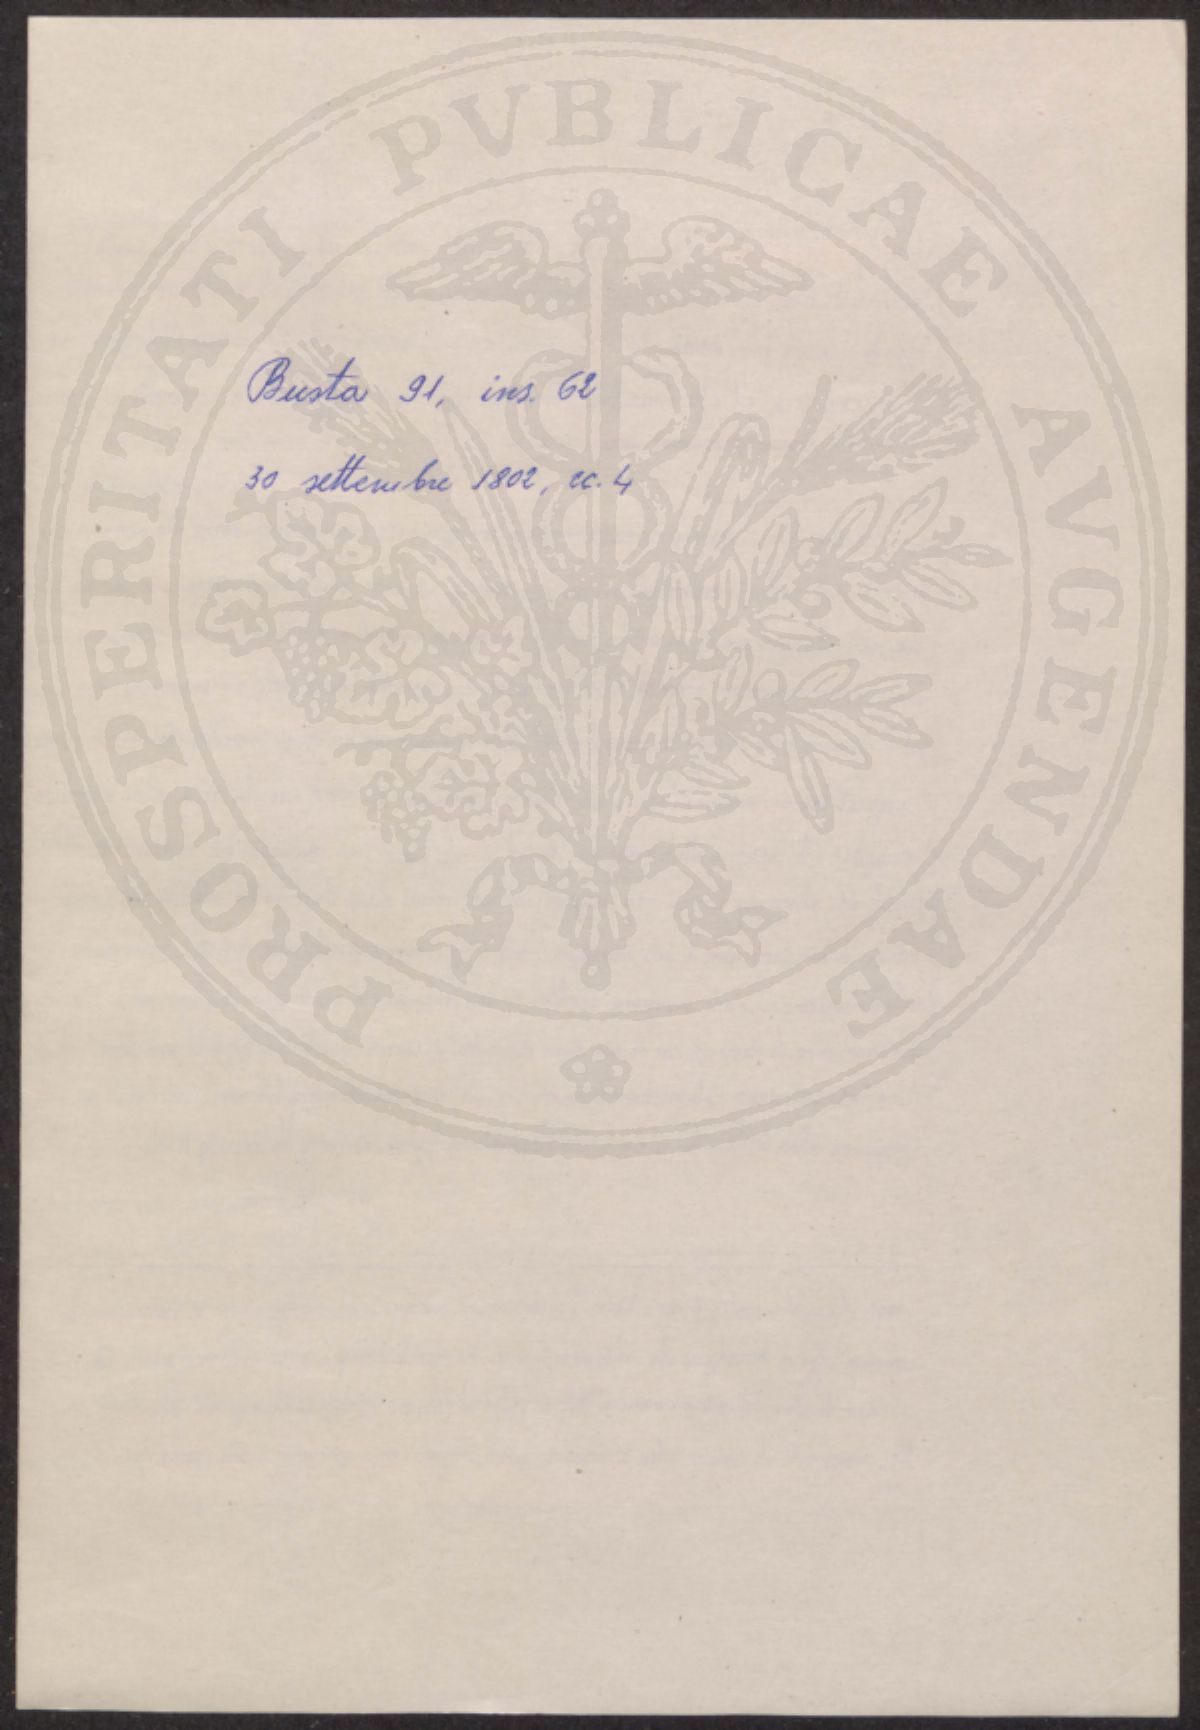 PROSPERITATI PVBLICAE AVGENDAE
Busta 91, ins. 62
30 settembre 1802, cc. 4